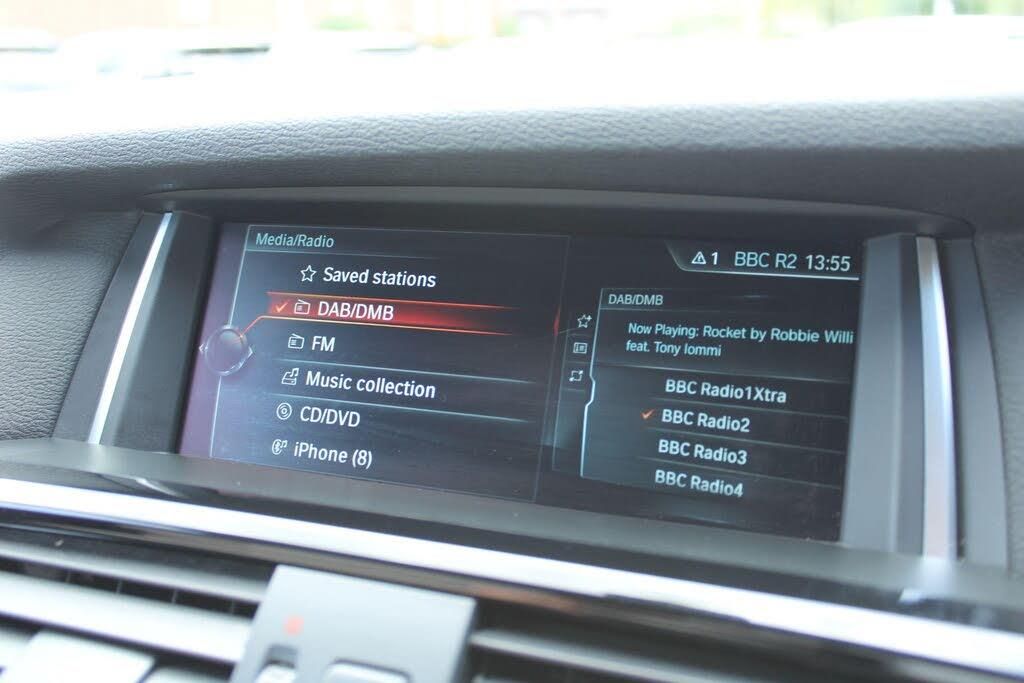 Media/Radio
Saved stations
DAB/DMB
FM
Music collection
CD/DVD
iPhone (8)
1 BBC R2 13:55
DAB/DMB
Now Playing: Rocket by Robbie Willi
feat. Tony Iommi
BBC Radio1Xtra
BBC Radio2
BBC Radio3
BBC Radio4